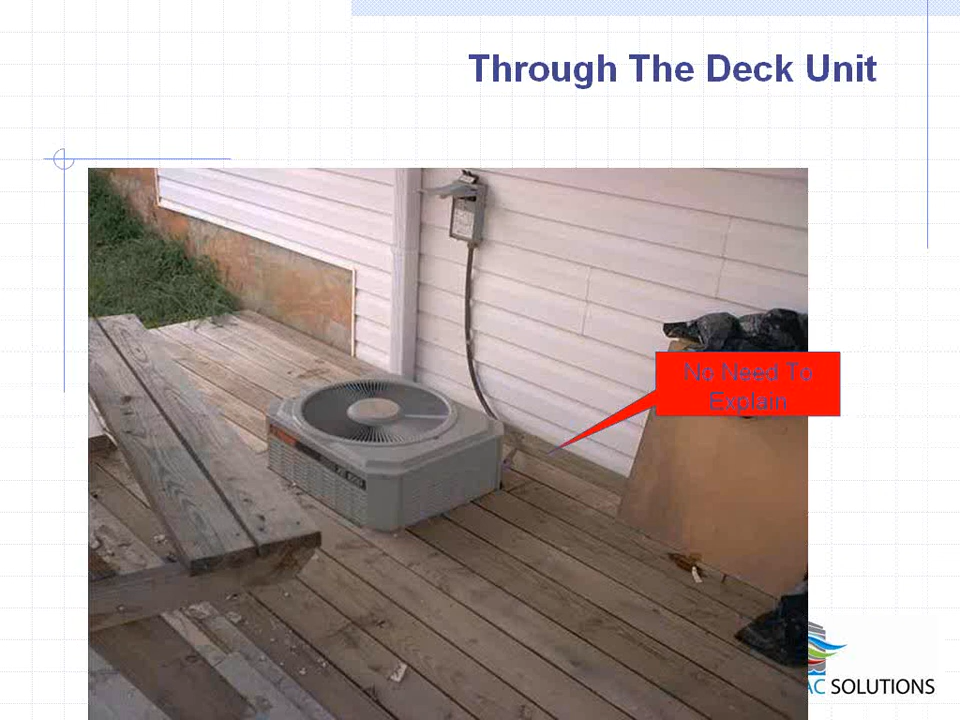 Through The Deck Unit
No Need To
Explain
AC SOLUTIONS